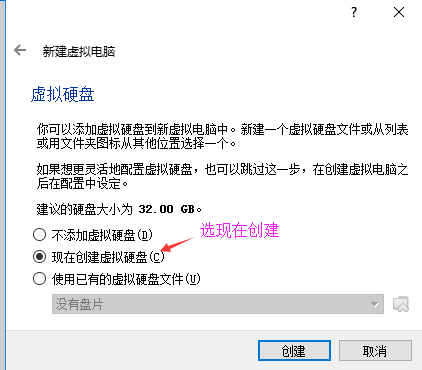 ?
新建虚拟电脑
虚拟硬盘
你可以添加虚拟硬盘到新虚拟电脑中。新建一个虚拟硬盘文件或从列表
或用文件夹图标从其他位置选择一个。
如果想更灵活地配置虚拟硬盘，也可以跳过这一步，在创建虚拟电脑之
后在配置中设定。
建议的硬盘大小为 32.00 GB。
不添加虚拟硬盘(D)
选现在创建
现在创建虚拟硬盘(C)
使用已有的虚拟硬盘文件(U)
没有盘片
创建
取消